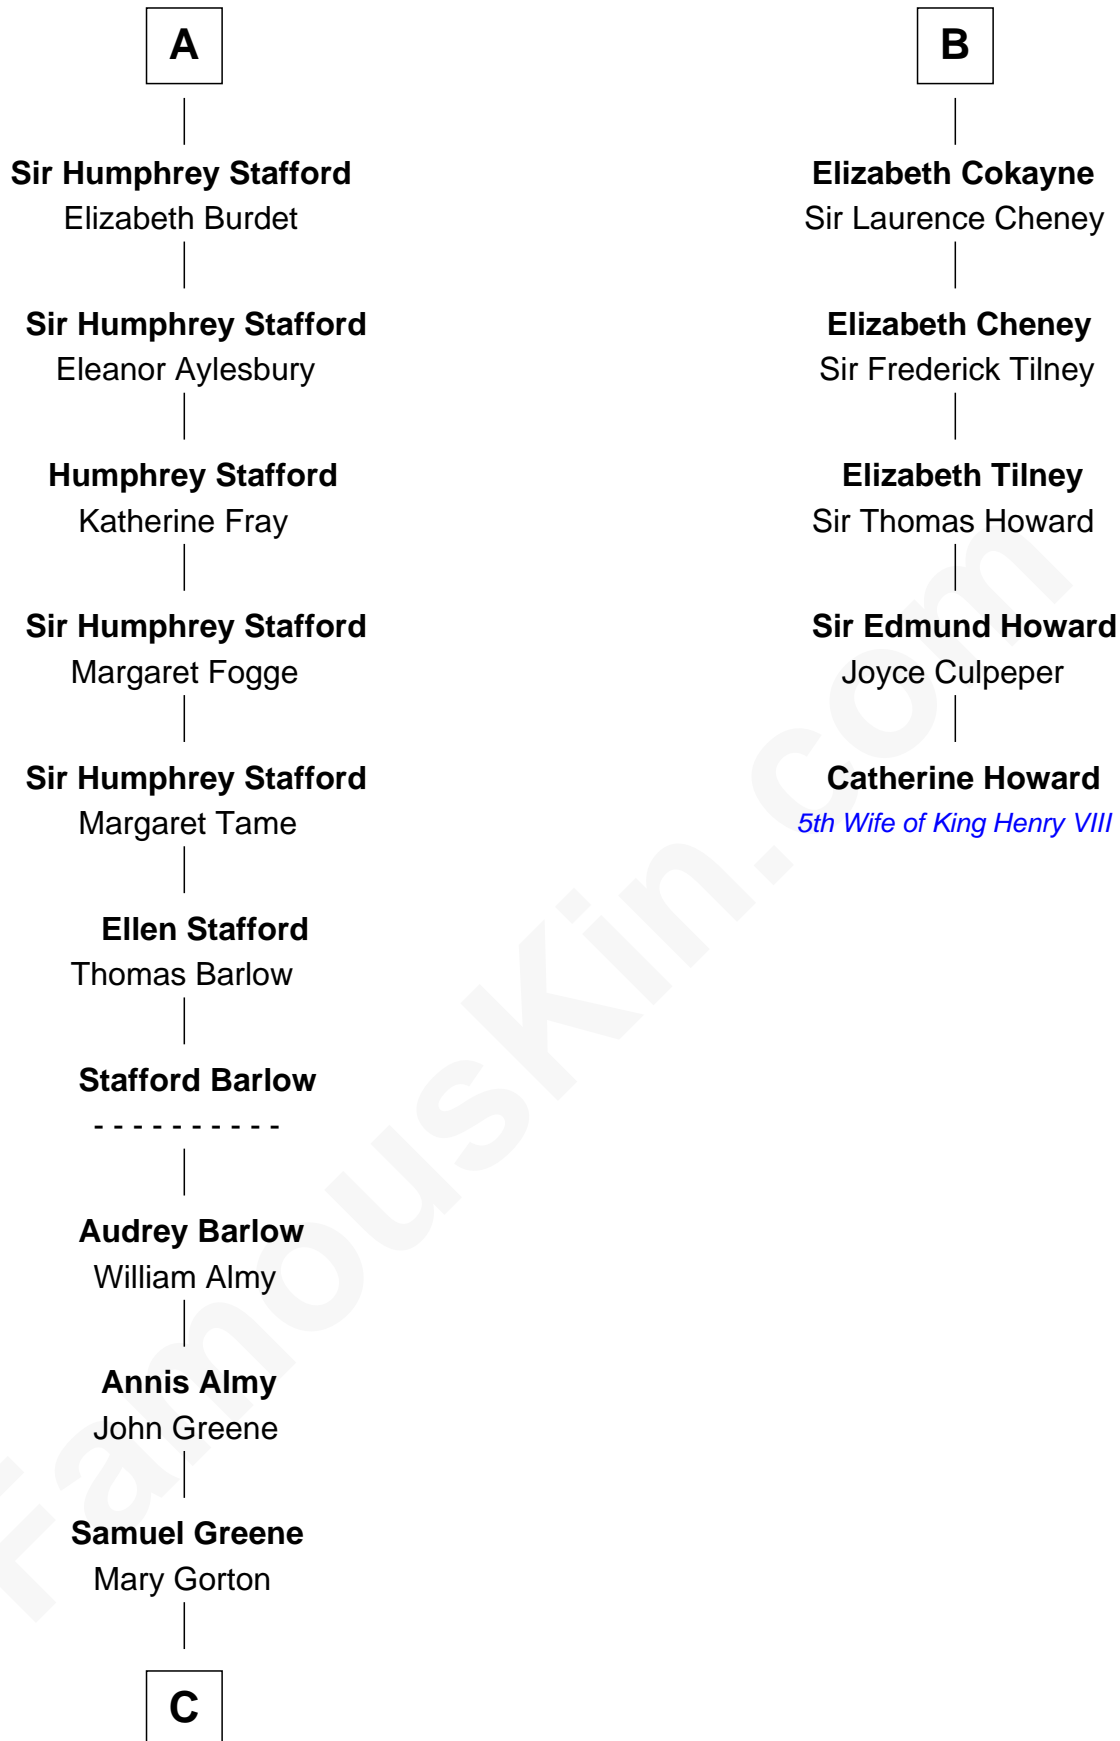 A
Sir Humphrey Stafford
Elizabeth Burdet
Sir Humphrey Stafford
Eleanor Aylesbury
Humphrey Stafford
Katherine Fray
Sir Humphrey Stafford
Margaret Fogge
Sir Humphrey Stafford
Margaret Tame
Ellen Stafford
Thomas Barlow
Stafford Barlow
- - - - - - - - - -
Audrey Barlow
William Almy
Annis Almy
John Greene
Samuel Greene
Mary Gorton
C
B
Elizabeth Cokayne
Sir Laurence Cheney
Elizabeth Cheney
Sir Frederick Tilney
Elizabeth Tilney
Sir Thomas Howard
Sir Edmund Howard
Joyce Culpeper
Catherine Howard
5th Wife of King Henry VIII
FamousKin.com